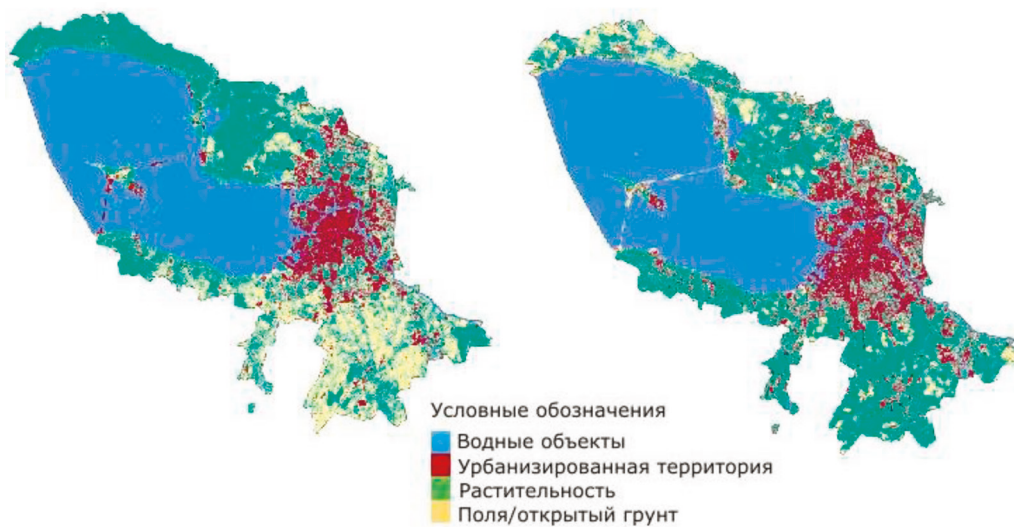 Условные обозначения
Водные объекты
Урбанизированная территория
Растительность
Поля/открытый грунт